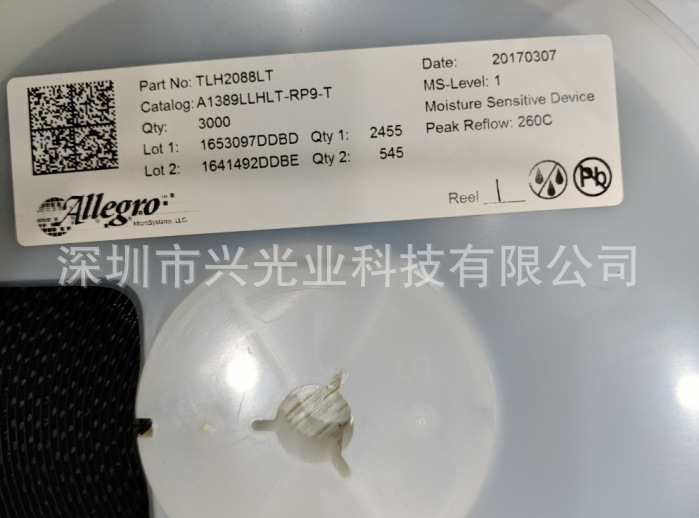 Part No: TLH2088LT
Catalog: A1389LLHLT-RP9-T
Qty: 3000
Lot 1: 1653097DDBD Qty 1: 2455
Lot 2: 1641492DDBE Qty 2: 545
Date: 20170307
MS-Level: 1
Moisture Sensitive Device
Peak Reflow: 260C
Allegro™
MicroSystems, LLC
Reel 1
Pb
深圳市兴光业科技有限公司